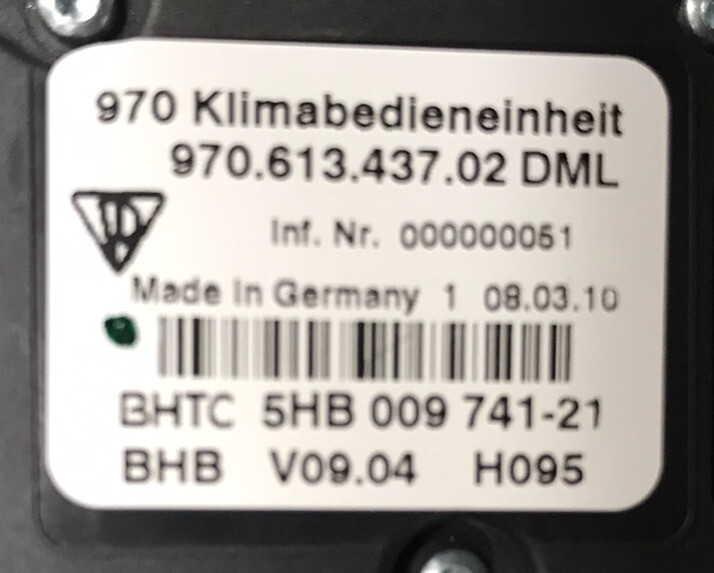 970 Klimabedieneinheit
970.613.437.02 DML
Inf. Nr. 000000051
Made in Germany 1 08.03.10
BHTC 5HB 009 741-21
BHB V09.04 H095